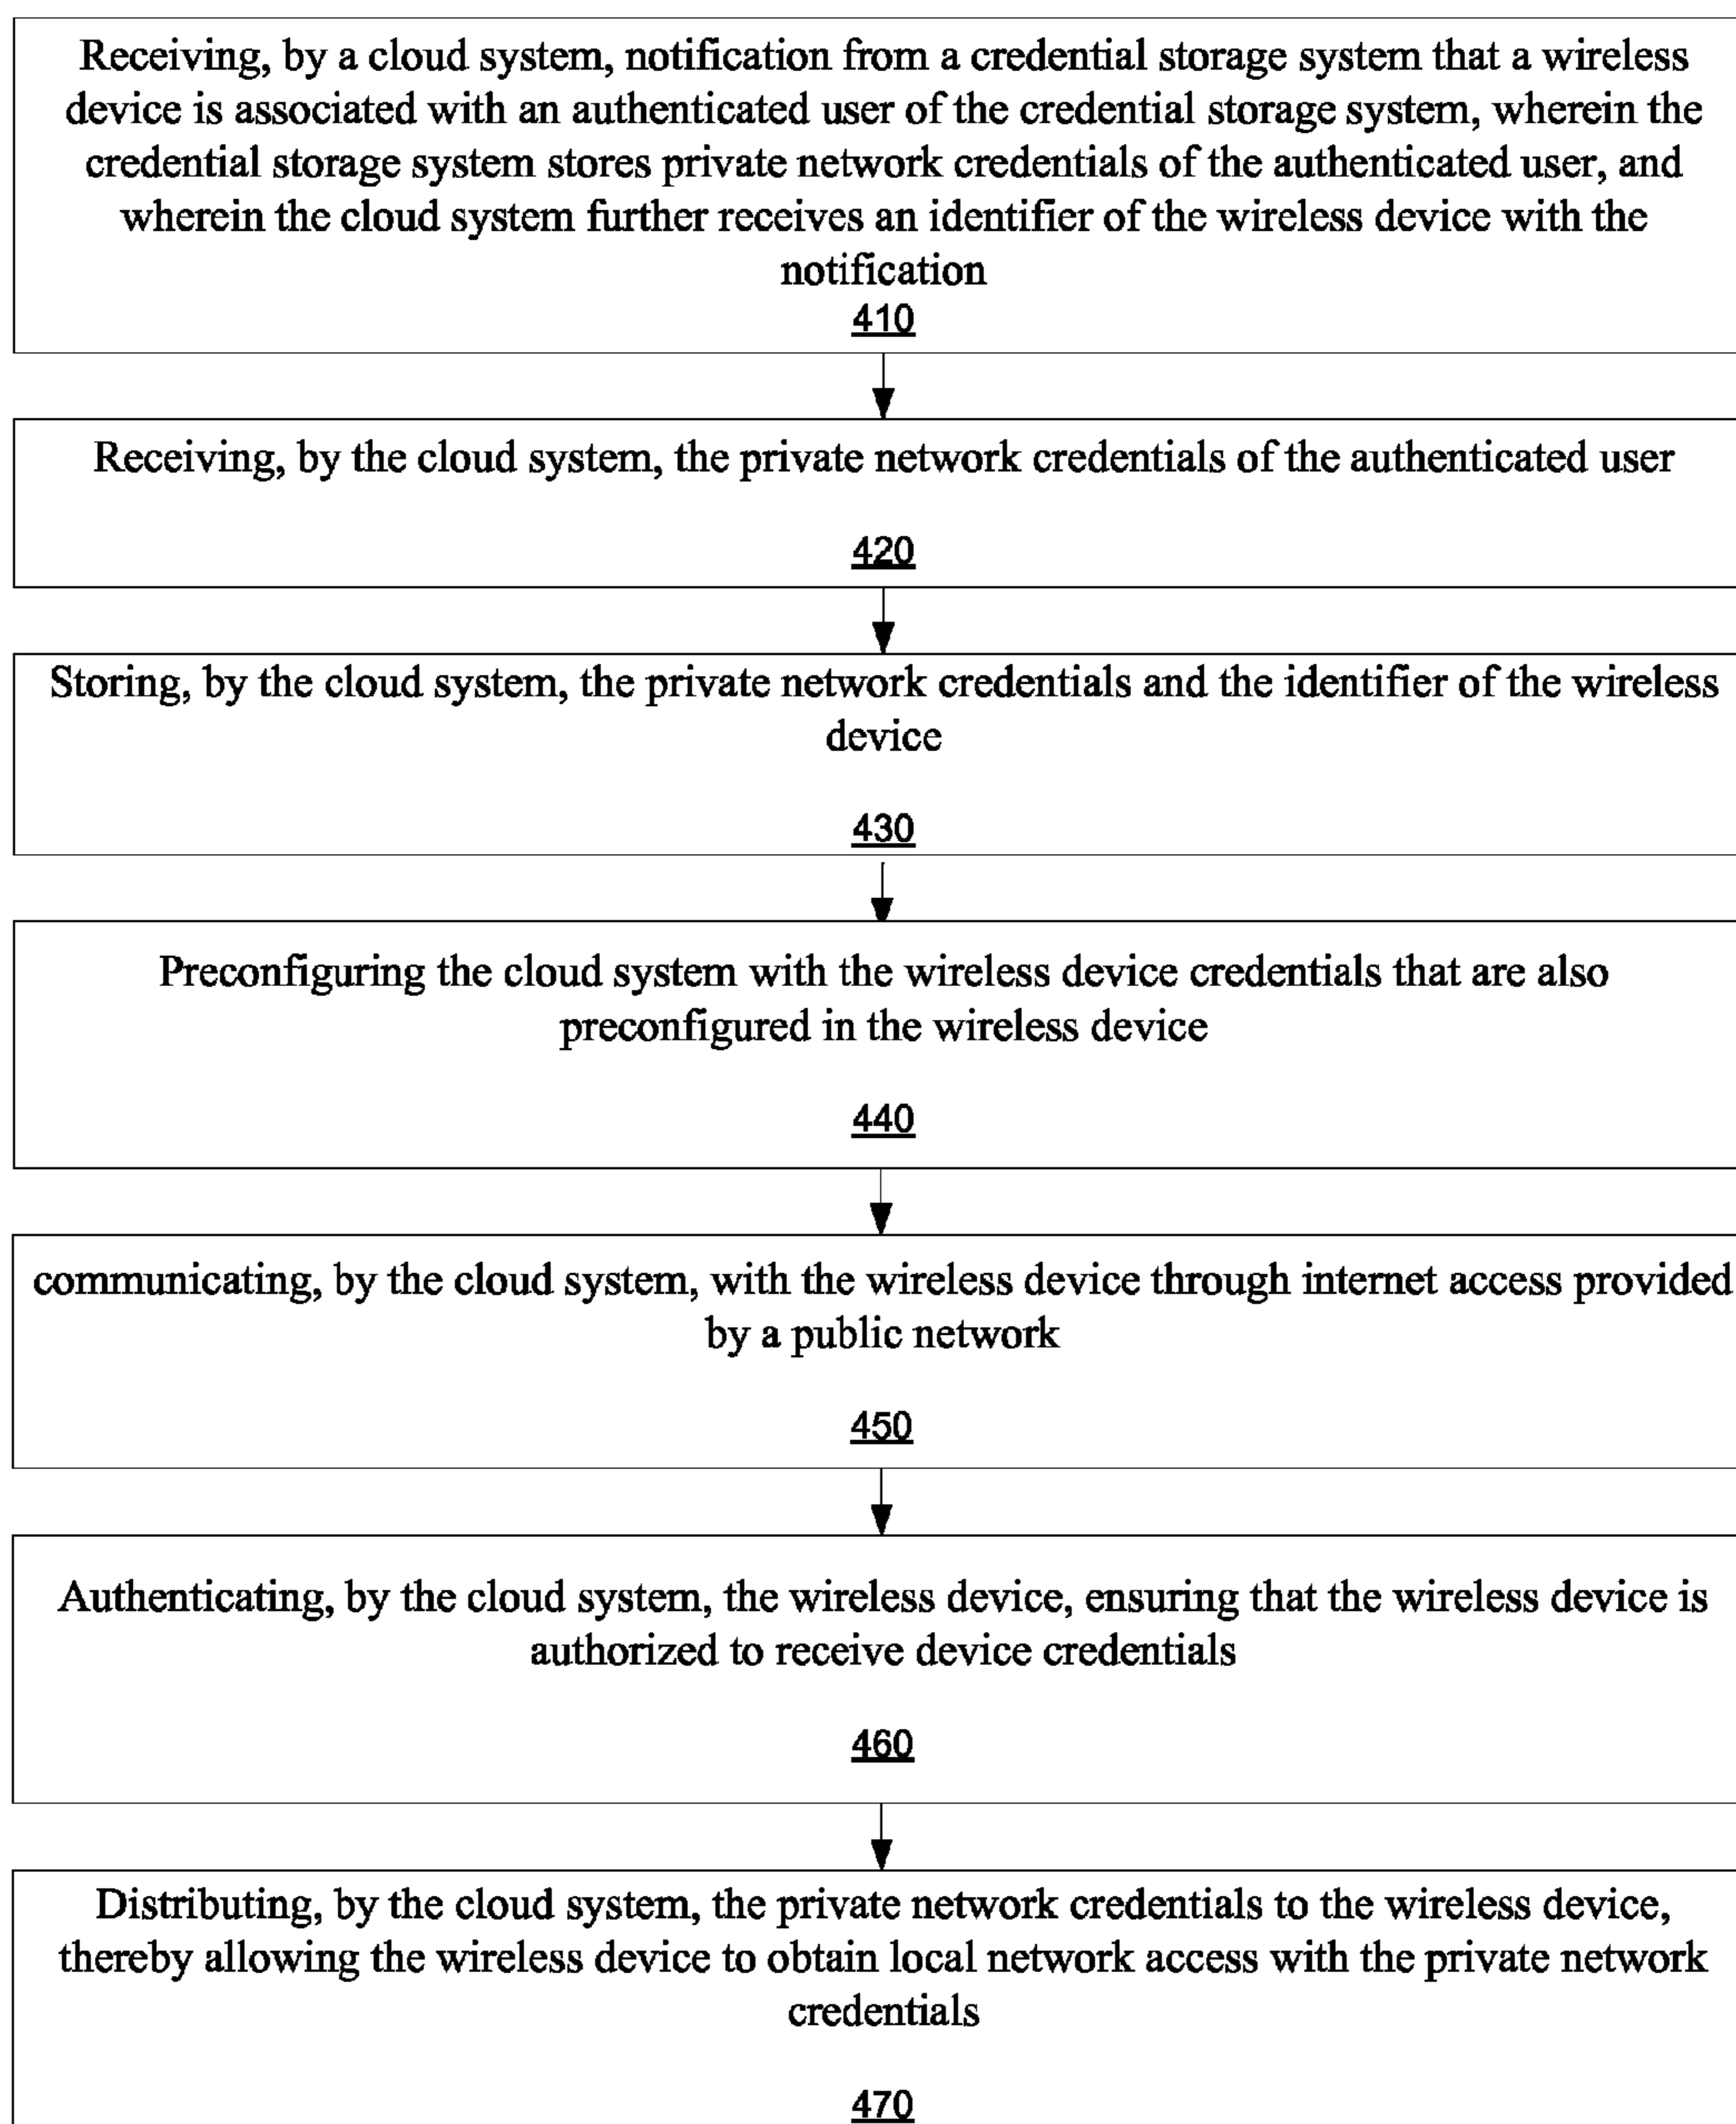 Receiving, by a cloud system, notification from a credential storage system that a wireless
device is associated with an authenticated user of the credential storage system, wherein the
credential storage system stores private network credentials of the authenticated user, and
wherein the cloud system further receives an identifier of the wireless device with the
notification
410
Receiving, by the cloud system, the private network credentials of the authenticated user
420
Storing, by the cloud system, the private network credentials and the identifier of the wireless
device
430
Preconfiguring the cloud system with the wireless device credentials that are also
preconfigured in the wireless device
440
communicating, by the cloud system, with the wireless device through internet access provided
by a public network
450
Authenticating, by the cloud system, the wireless device, ensuring that the wireless device is
authorized to receive device credentials
460
Distributing, by the cloud system, the private network credentials to the wireless device,
thereby allowing the wireless device to obtain local network access with the private network
credentials
470